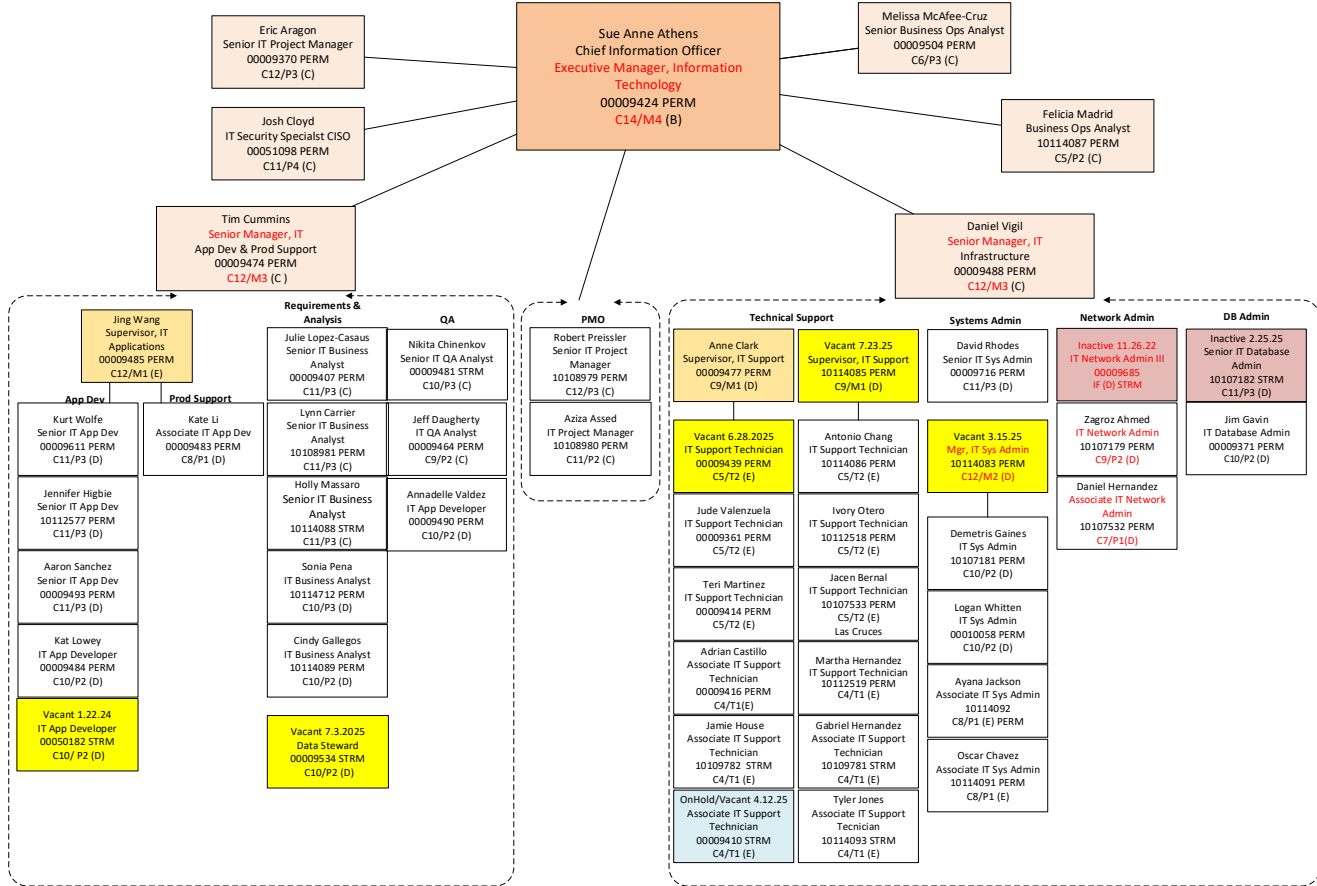 Eric Aragon
Senior IT Project Manager
00009370 PERM
C12/P3 (C)
Josh Cloyd
IT Security Specialst CISO
00051098 PERM
C11/P4 (C)
Sue Anne Athens
Chief Information Officer
Executive Manager, Information
Technology
00009424 PERM
C14/M4 (B)
Melissa McAfee-Cruz
Senior Business Ops Analyst
00009504 PERM
C6/P3 (C)
Felicia Madrid
Business Ops Analyst
10114087 PERM
C5/P2 (C)
Tim Cummins
Senior Manager, IT
App Dev & Prod Support
00009474 PERM
C12/M3 (C )
Daniel Vigil
Senior Manager, IT
Infrastructure
00009488 PERM
C12/M3 (C)
Jing Wang
Supervisor, IT
Applications
00009485 PERM
C12/M1 (E)
App Dev
Kurt Wolfe
Senior IT App Dev
00009611 PERM
C11/P3 (D)
Jennifer Higbie
Senior IT App Dev
10112577 PERM
C11/P3 (D)
Aaron Sanchez
Senior IT App Dev
00009493 PERM
C11/P3 (D)
Kat Lowey
IT App Developer
00009484 PERM
C10/P2 (D)
Vacant 1.22.24
IT App Developer
00050182 STRM
C10/ P2 (D)
Prod Support
Kate Li
Associate IT App Dev
00009483 PERM
C8/P1 (D)
Requirements &
Analysis
Julie Lopez-Casaus
Senior IT Business
Analyst
00009407 PERM
C11/P3 (C)
Lynn Carrier
Senior IT Business
Analyst
10108981 PERM
C11/P3 (C)
Holly Massaro
Senior IT Business
Analyst
10114088 STRM
C11/P3 (C)
Sonia Pena
IT Business Analyst
10114712 PERM
C10/P3 (D)
Cindy Gallegos
IT Business Analyst
10114089 PERM
C10/P2 (D)
Vacant 7.3.2025
Data Steward
00009534 STRM
C10/P2 (D)
QA
Nikita Chinenkov
Senior IT QA Analyst
00009481 STRM
C10/P3 (C)
Jeff Daugherty
IT QA Analyst
00009464 PERM
C9/P2 (C)
Annadelle Valdez
IT App Developer
00009490 PERM
C10/P2 (D)
PMO
Robert Preissler
Senior IT Project
Manager
10108979 PERM
C12/P3 (C)
Aziza Assed
IT Project Manager
10108980 PERM
C11/P2 (C)
Technical Support
Anne Clark
Supervisor, IT Support
00009477 PERM
C9/M1 (D)
Vacant 6.28.2025
IT Support Technician
00009439 PERM
C5/T2 (E)
Jude Valenzuela
IT Support Technician
00009361 PERM
C5/T2 (E)
Teri Martinez
IT Support Technician
00009414 PERM
C5/T2 (E)
Adrian Castillo
Associate IT Support
Technician
00009416 PERM
C4/T1(E)
Jamie House
Associate IT Support
Technician
10109782  STRM
C4/T1 (E)
OnHold/Vacant 4.12.25
Associate IT Support
Technician
00009410 STRM
C4/T1 (E)
Vacant 7.23.25
Supervisor, IT Support
10114085 PERM
C9/M1 (D)
Antonio Chang
IT Support Technician
10114086 PERM
C5/T2 (E)
Ivory Otero
IT Support Technician
10112518 PERM
C5/T2 (E)
Jacen Bernal
IT Support Technician
10107533 PERM
C5/T2 (E)
Las Cruces
Martha Hernandez
IT Support Technician
10112519 PERM
C4/T1 (E)
Gabriel Hernandez
Associate IT Support
Technician
10109781 STRM
C4/T1 (E)
Tyler Jones
Associate IT Support
Tecnician
10114093 STRM
C4/T1 (E)
Systems Admin
David Rhodes
Senior IT Sys Admin
00009716 PERM
C11/P3 (D)
Vacant 3.15.25
Mgr, IT Sys Admin
10114083 PERM
C12/M2 (D)
Demetris Gaines
IT Sys Admin
10107181 PERM
C10/P2 (D)
Logan Whitten
IT Sys Admin
00010058 PERM
C10/P2 (D)
Ayana Jackson
Associate IT Sys Admin
10114092
C8/P1 (E) PERM
Oscar Chavez
Associate IT Sys Admin
10114091 PERM
C8/P1 (E)
Network Admin
Inactive 11.26.22
IT Network Admin III
00009685
IF (D) STRM
Zagroz Ahmed
IT Network Admin
10107179 PERM
C9/P2 (D)
Daniel Hernandez
Associate IT Network
Admin
10107532 PERM
C7/P1(D)
DB Admin
Inactive 2.25.25
Senior IT Database
Admin
10107182 STRM
C11/P3 (D)
Jim Gavin
IT Database Admin
00009371 PERM
C10/P2 (D)